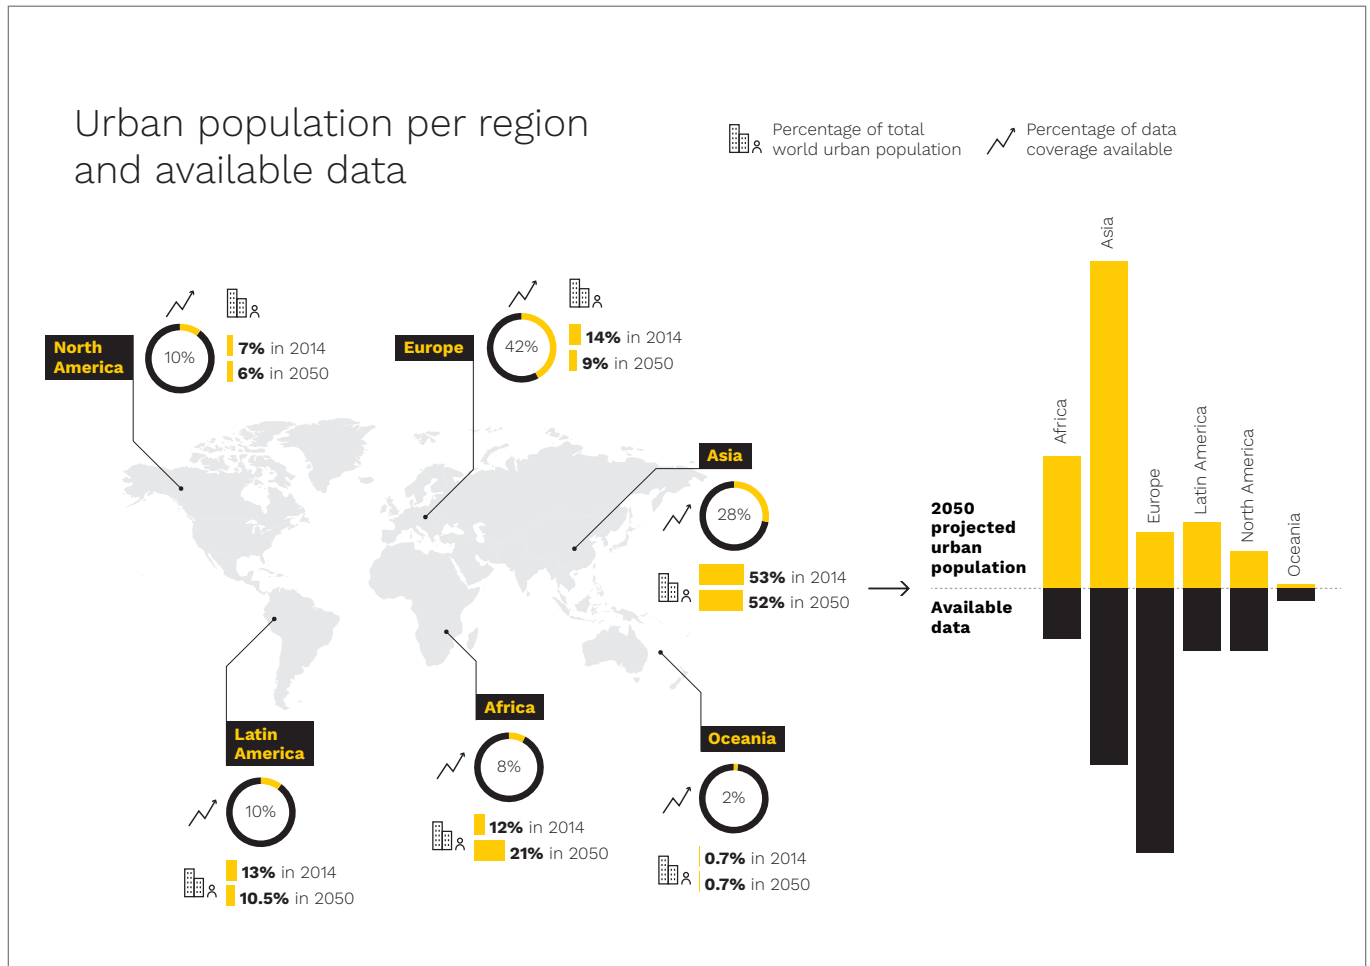 Urban population per region
and available data
Percentage of total
world urban population
Percentage of data
coverage available
North
America
10%
7% in 2014
6% in 2050
Europe
42%
14% in 2014
9% in 2050
Asia
28%
53% in 2014
52% in 2050
Latin
America
10%
13% in 2014
10.5% in 2050
Africa
8%
12% in 2014
21% in 2050
Oceania
2%
0.7% in 2014
0.7% in 2050
2050
projected
urban
population
Available
data
Africa
Asia
Europe
Latin America
North America
Oceania